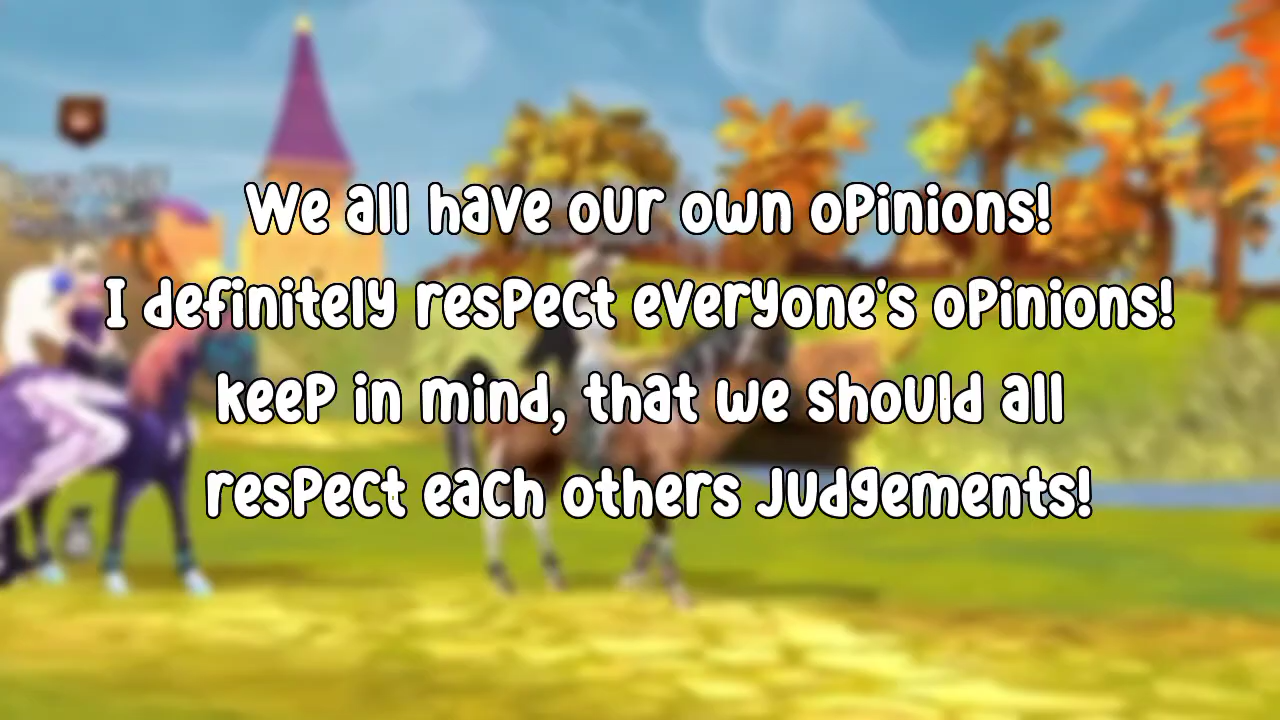 We all have our own opinions!
I definitely respect everyone's opinions!
keep in mind, that we should all
respect each others Judgements!